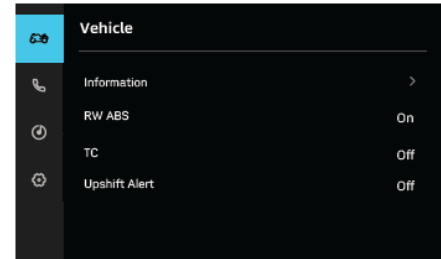 Vehicle
Information
RW ABS On
TC Off
Upshift Alert Off